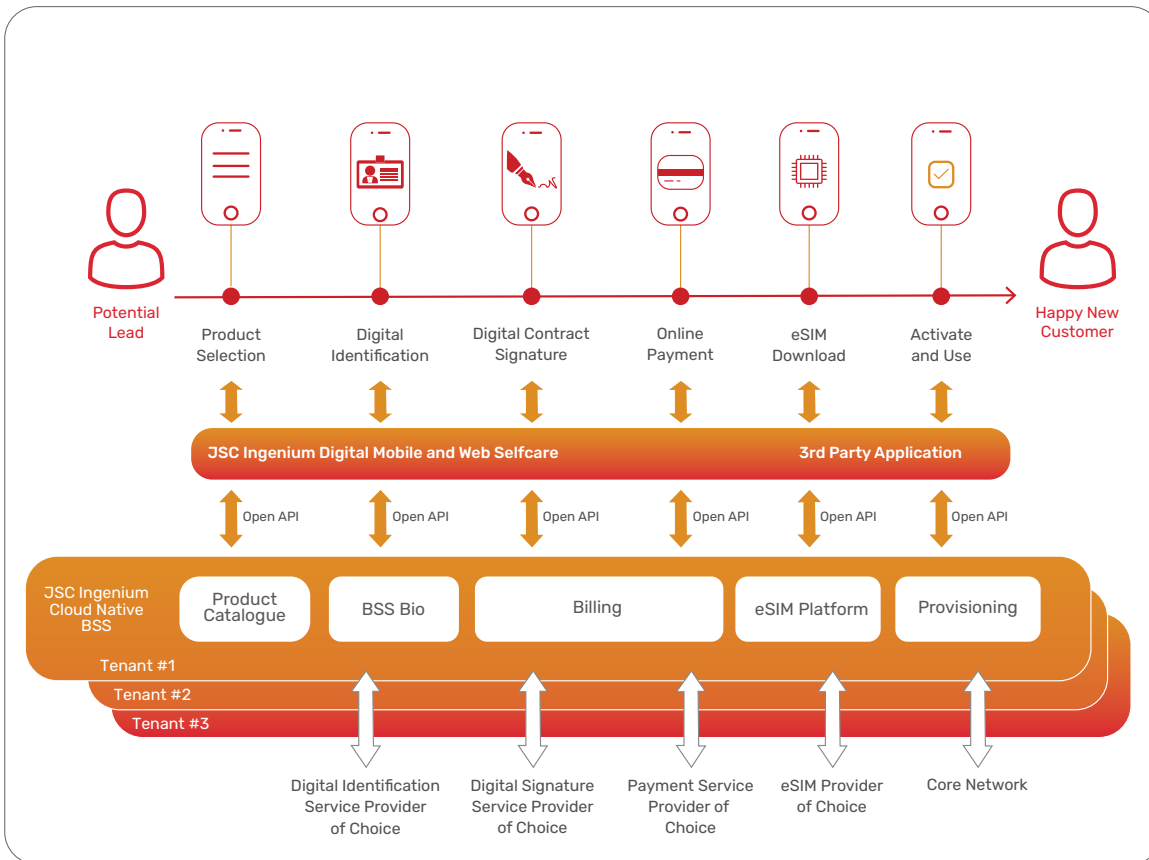 Potential
Lead
Happy New
Customer
Product
Selection
Digital
Identification
Digital Contract
Signature
Online
Payment
eSIM
Download
Activate
and Use
JSC Ingenium Digital Mobile and Web Selfcare
3rd Party Application
Open API
Open API
Open API
Open API
Open API
Open API
JSC Ingenium
Cloud Native
BSS
Product
Catalogue
BSS Bio
Billing
eSIM Platform
Provisioning
Tenant #1
Tenant #2
Tenant #3
Digital Identification
Service Provider
of Choice
Digital Signature
Service Provider
of Choice
Payment Service
Provider of
Choice
eSIM Provider
of Choice
Core Network